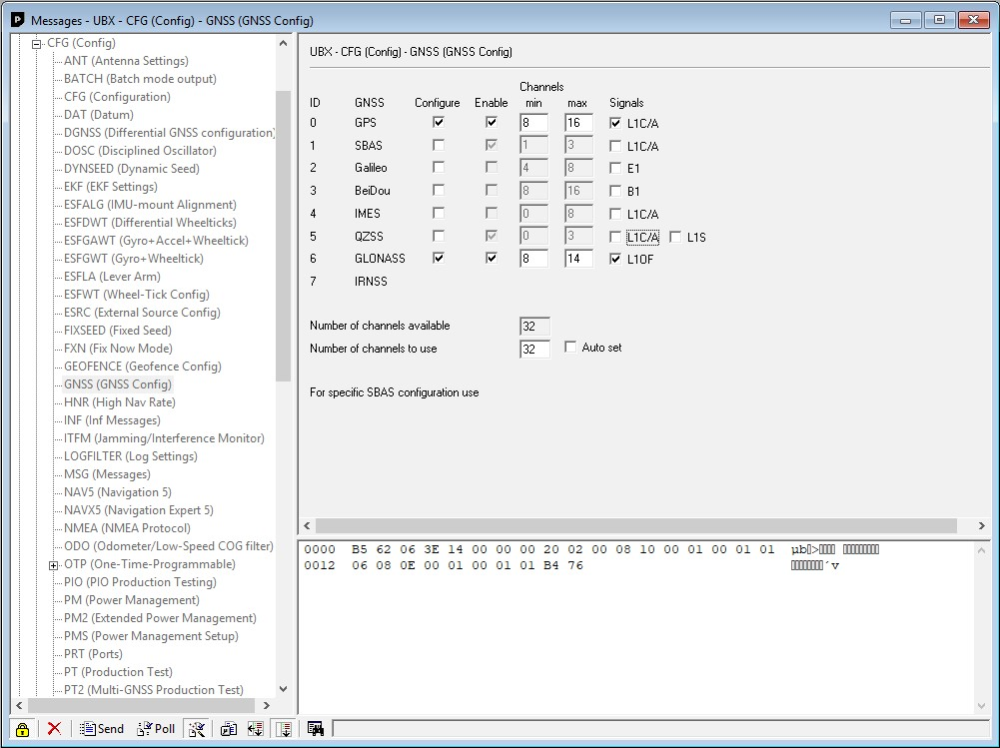 Messages - UBX - CFG (Config) - GNSS (GNSS Config)
CFG (Config)
ANT (Antenna Settings)
BATCH (Batch mode output)
CFG (Configuration)
DAT (Datum)
DGNSS (Differential GNSS configuration)
DOSC (Disciplined Oscillator)
DYNSEED (Dynamic Seed)
EKF (EKF Settings)
ESFALG (IMU-mount Alignment)
ESFDWT (Differential Wheelticks)
ESFGAWT (Gyro+Accel+Wheeltick)
ESFGWT (Gyro+Wheeltick)
ESFLA (Lever Arm)
ESFWT (Wheel-Tick Config)
ESRC (External Source Config)
FIXSEED (Fixed Seed)
FXN (Fix Now Mode)
GEOFENCE (Geofence Config)
GNSS (GNSS Config)
HNR (High Nav Rate)
INF (Inf Messages)
ITFM (Jamming/Interference Monitor)
LOGFILTER (Log Settings)
MSG (Messages)
NAV5 (Navigation 5)
NAVX5 (Navigation Expert 5)
NMEA (NMEA Protocol)
ODO (Odometer/Low-Speed COG filter)
OTP (One-Time-Programmable)
PIO (PIO Production Testing)
PM (Power Management)
PM2 (Extended Power Management)
PMS (Power Management Setup)
PRT (Ports)
PT (Production Test)
PT2 (Multi-GNSS Production Test)
UBX - CFG (Config) - GNSS (GNSS Config)
Channels
ID GNSS Configure Enable min max Signals
0 GPS 8 16 L1C/A
1 SBAS 1 3 L1C/A
2 Galileo 4 8 E1
3 BeiDou 8 16 B1
4 IMES 0 8 L1C/A
5 QZSS 0 3 L1C/A L1S
6 GLONASS 8 14 L1OF
7 IRNSS
Number of channels available 32
Number of channels to use 32 Auto set
For specific SBAS configuration use
0000 B5 62 06 3E 14 00 00 00 20 02 00 08 10 00 01 00 01 01 µb▯>▯▯▯▯ ▯▯▯▯▯▯▯▯▯
0012 06 08 0E 00 01 00 01 01 B4 76 ▯▯▯▯▯▯▯▯´v
Send Poll